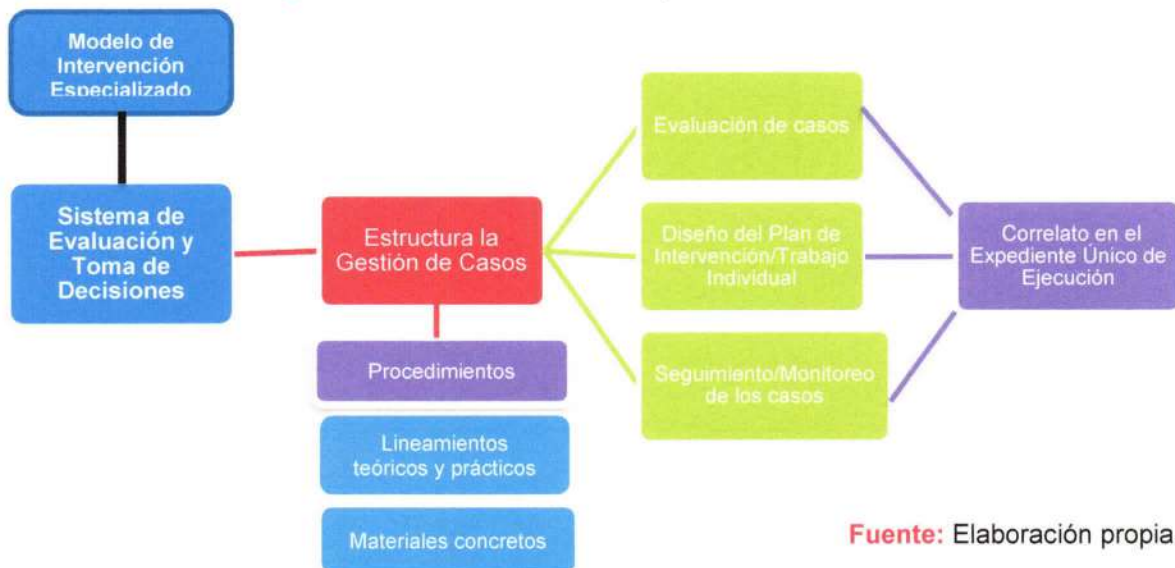 Modelo de
Intervención
Especializado
Sistema de
Evaluación y
Toma de
Decisiones
Estructura la
Gestión de Casos
Procedimientos
Lineamientos
teóricos y prácticos
Materiales concretos
Evaluación de casos
Diseño del Plan de
Intervención/Trabajo
Individual
Seguimiento/Monitoreo
de los casos
Correlato en el
Expediente Único de
Ejecución
Fuente: Elaboración propia